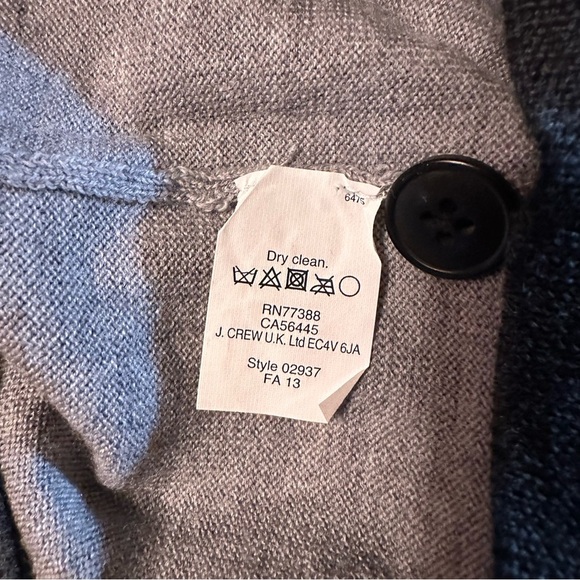 Dry clean.
RN77388
CA56445
J. CREW U.K. Ltd EC4V 6JA
Style 02937
FA 13